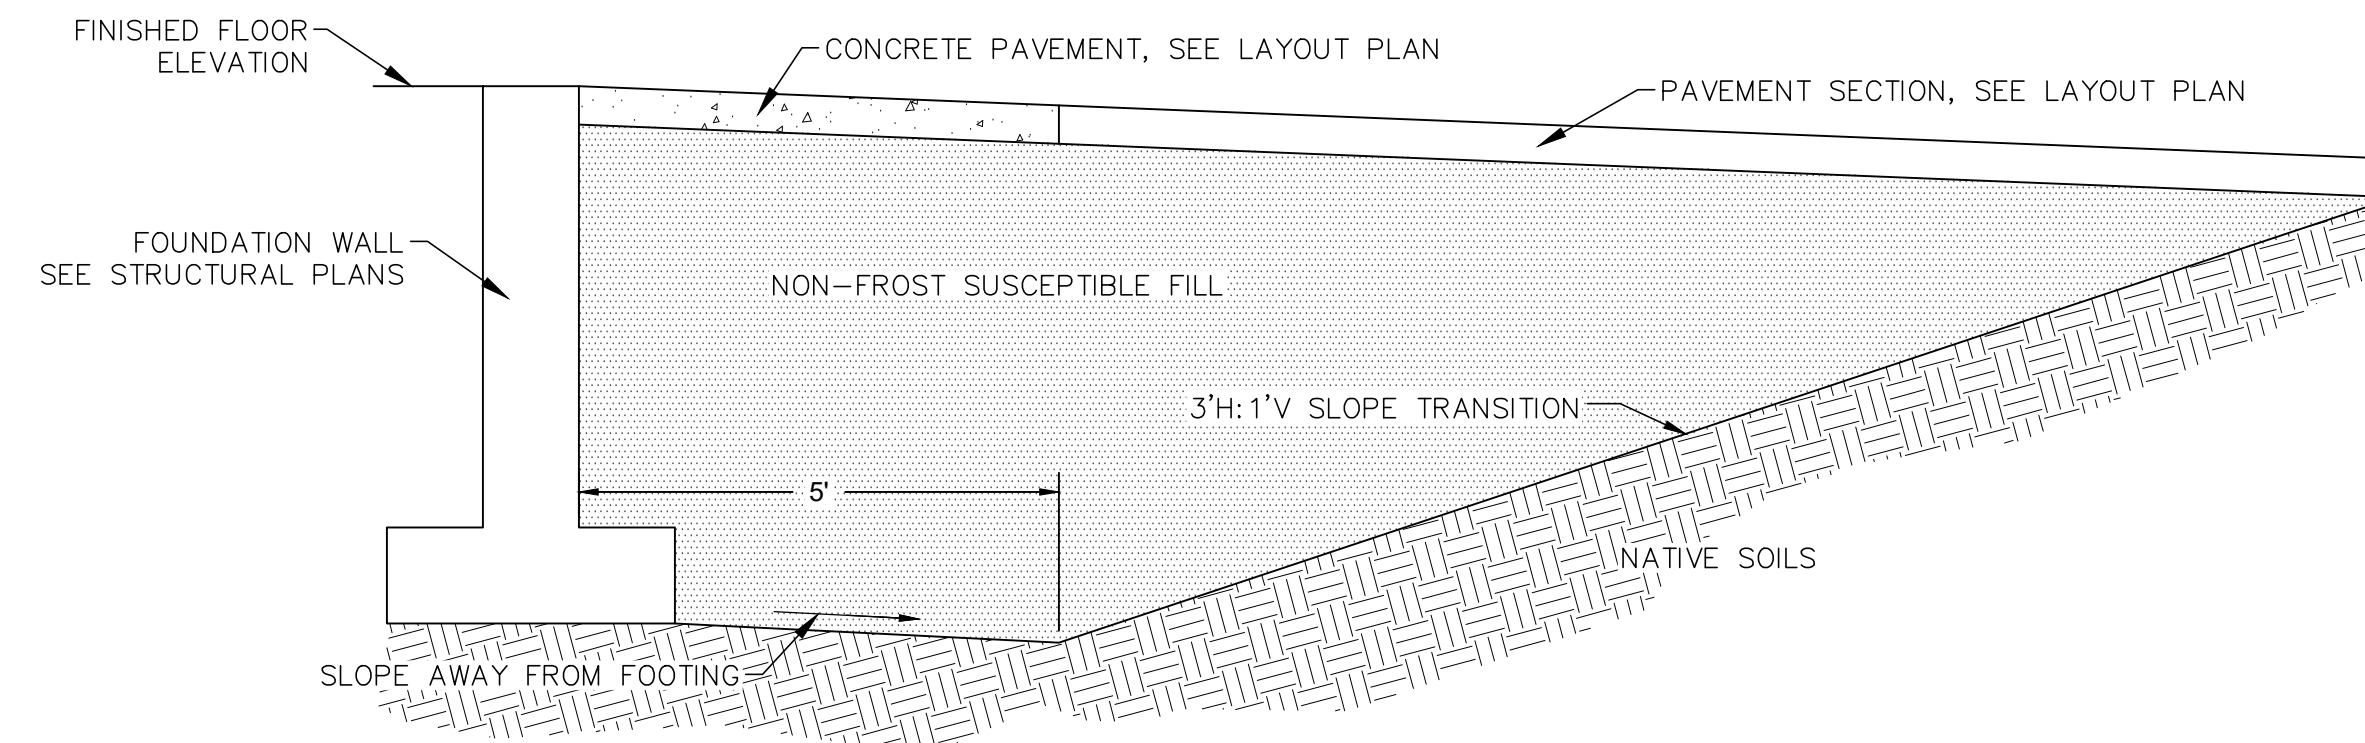 FINISHED FLOOR
ELEVATION
CONCRETE PAVEMENT, SEE LAYOUT PLAN
PAVEMENT SECTION, SEE LAYOUT PLAN
FOUNDATION WALL
SEE STRUCTURAL PLANS
NON-FROST SUSCEPTIBLE FILL
3'H:1'V SLOPE TRANSITION
5'
NATIVE SOILS
SLOPE AWAY FROM FOOTING